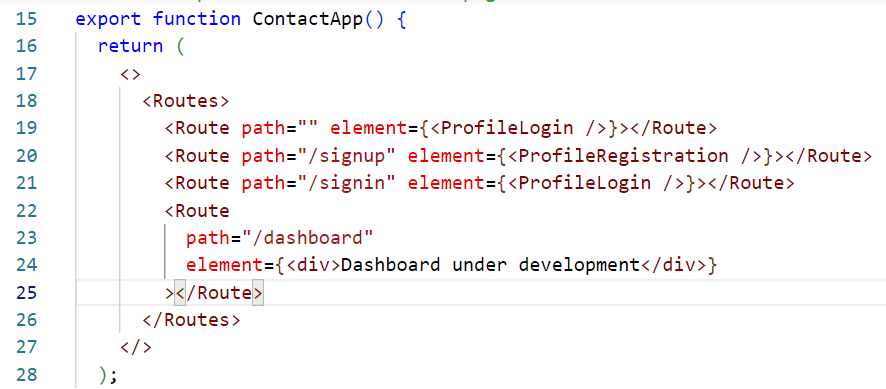 15 export function ContactApp() {
16   return (
17     <>
18       <Routes>
19         <Route path="" element={<ProfileLogin />}></Route>
20         <Route path="/signup" element={<ProfileRegistration />}></Route>
21         <Route path="/signin" element={<ProfileLogin />}></Route>
22         <Route
23           path="/dashboard"
24           element={<div>Dashboard under development</div>}
25         ></Route>
26       </Routes>
27     </>
28   );